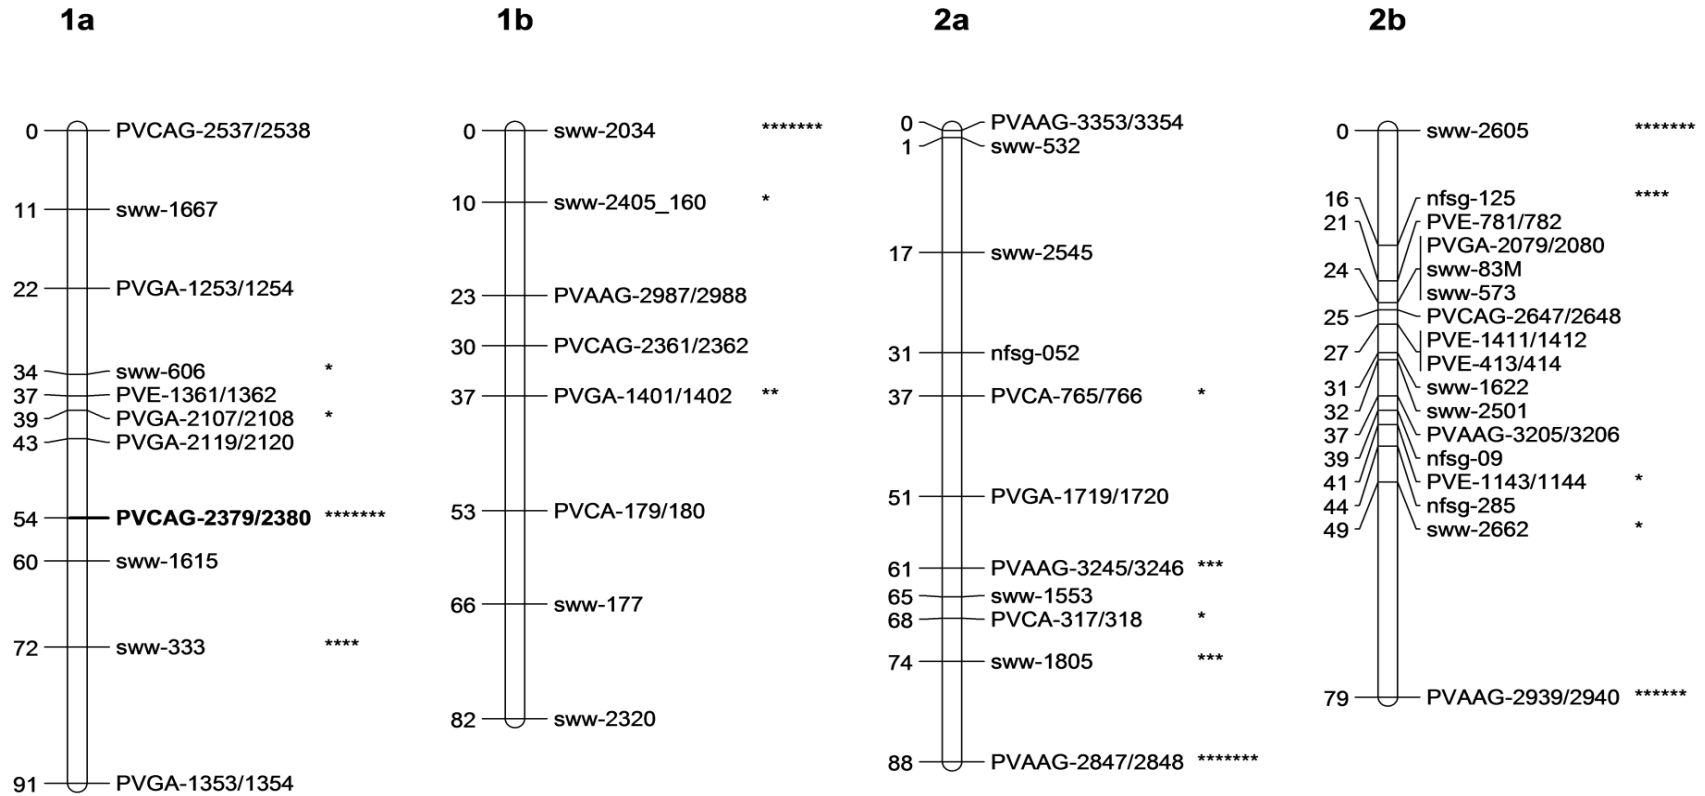 1a
0 PVCAG-2537/2538
11 sww-1667
22 PVGA-1253/1254
34 sww-606 *
37 PVE-1361/1362
39 PVGA-2107/2108 *
43 PVGA-2119/2120
54 PVCAG-2379/2380 *******
60 sww-1615
72 sww-333 ****
91 PVGA-1353/1354
1b
0 sww-2034 *******
10 sww-2405_160 *
23 PVAAG-2987/2988
30 PVCAG-2361/2362
37 PVGA-1401/1402 **
53 PVCA-179/180
66 sww-177
82 sww-2320
2a
0 PVAAG-3353/3354
1 sww-532
17 sww-2545
31 nfsg-052
37 PVCA-765/766 *
51 PVGA-1719/1720
61 PVAAG-3245/3246 ***
65 sww-1553
68 PVCA-317/318 *
74 sww-1805 ***
88 PVAAG-2847/2848 *******
2b
0 sww-2605 *******
16 nfsg-125 ****
21 PVE-781/782
PVGA-2079/2080
24 sww-83M
sww-573
25 PVCAG-2647/2648
PVE-1411/1412
27 PVE-413/414
31 sww-1622
32 sww-2501
37 PVAAG-3205/3206
39 nfsg-09
41 PVE-1143/1144 *
44 nfsg-285
49 sww-2662 *
79 PVAAG-2939/2940 ******